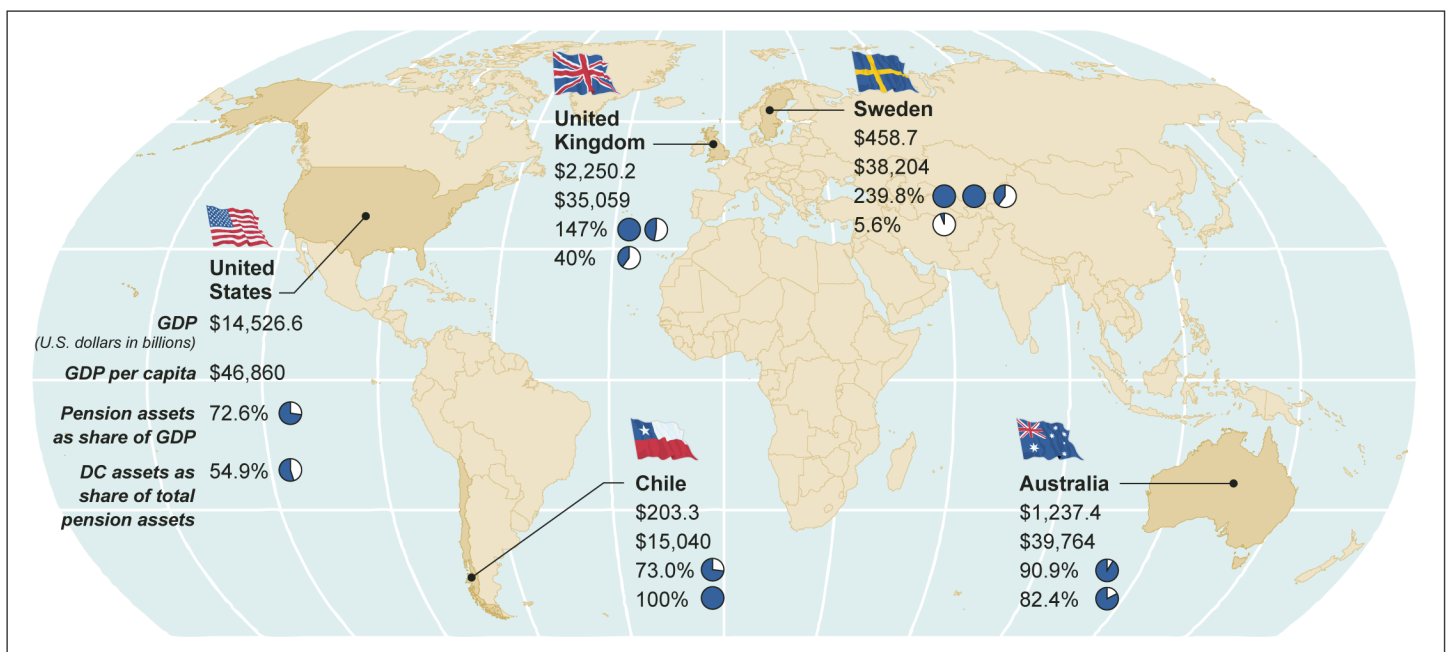 United
Kingdom
$2,250.2
$35,059
147%
40%
Sweden
$458.7
$38,204
239.8%
5.6%
United
States
GDP $14,526.6
(U.S. dollars in billions)
GDP per capita $46,860
Pension assets 72.6%
as share of GDP
DC assets as 54.9%
share of total
pension assets
Chile
$203.3
$15,040
73.0%
100%
Australia
$1,237.4
$39,764
90.9%
82.4%